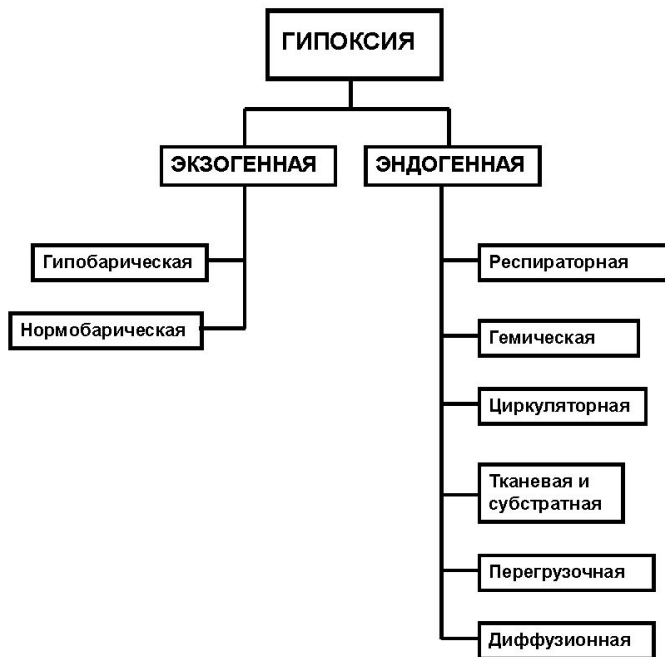 ГИПОКСИЯ
ЭКЗОГЕННАЯ
ЭНДОГЕННАЯ
Гипобарическая
Нормобарическая
Респираторная
Гемическая
Циркуляторная
Тканевая и
субстратная
Перегрузочная
Диффузионная